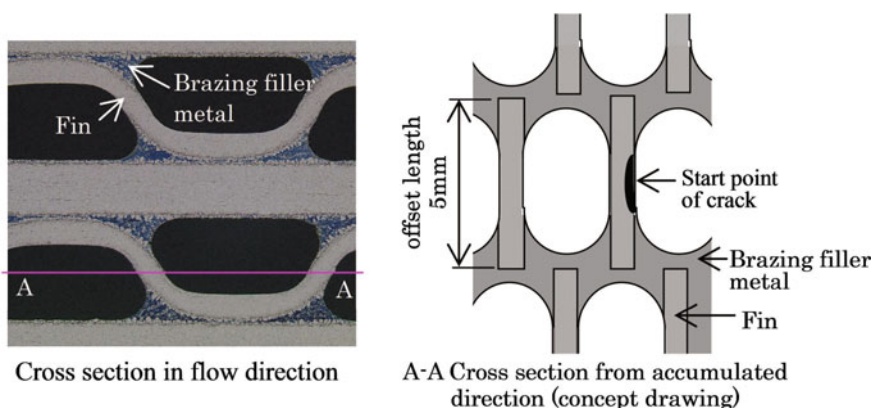 Brazing filler
metal
Fin
A
A
Cross section in flow direction
offset length
5mm
Start point
of crack
Brazing filler
metal
Fin
A-A Cross section from accumulated
direction (concept drawing)